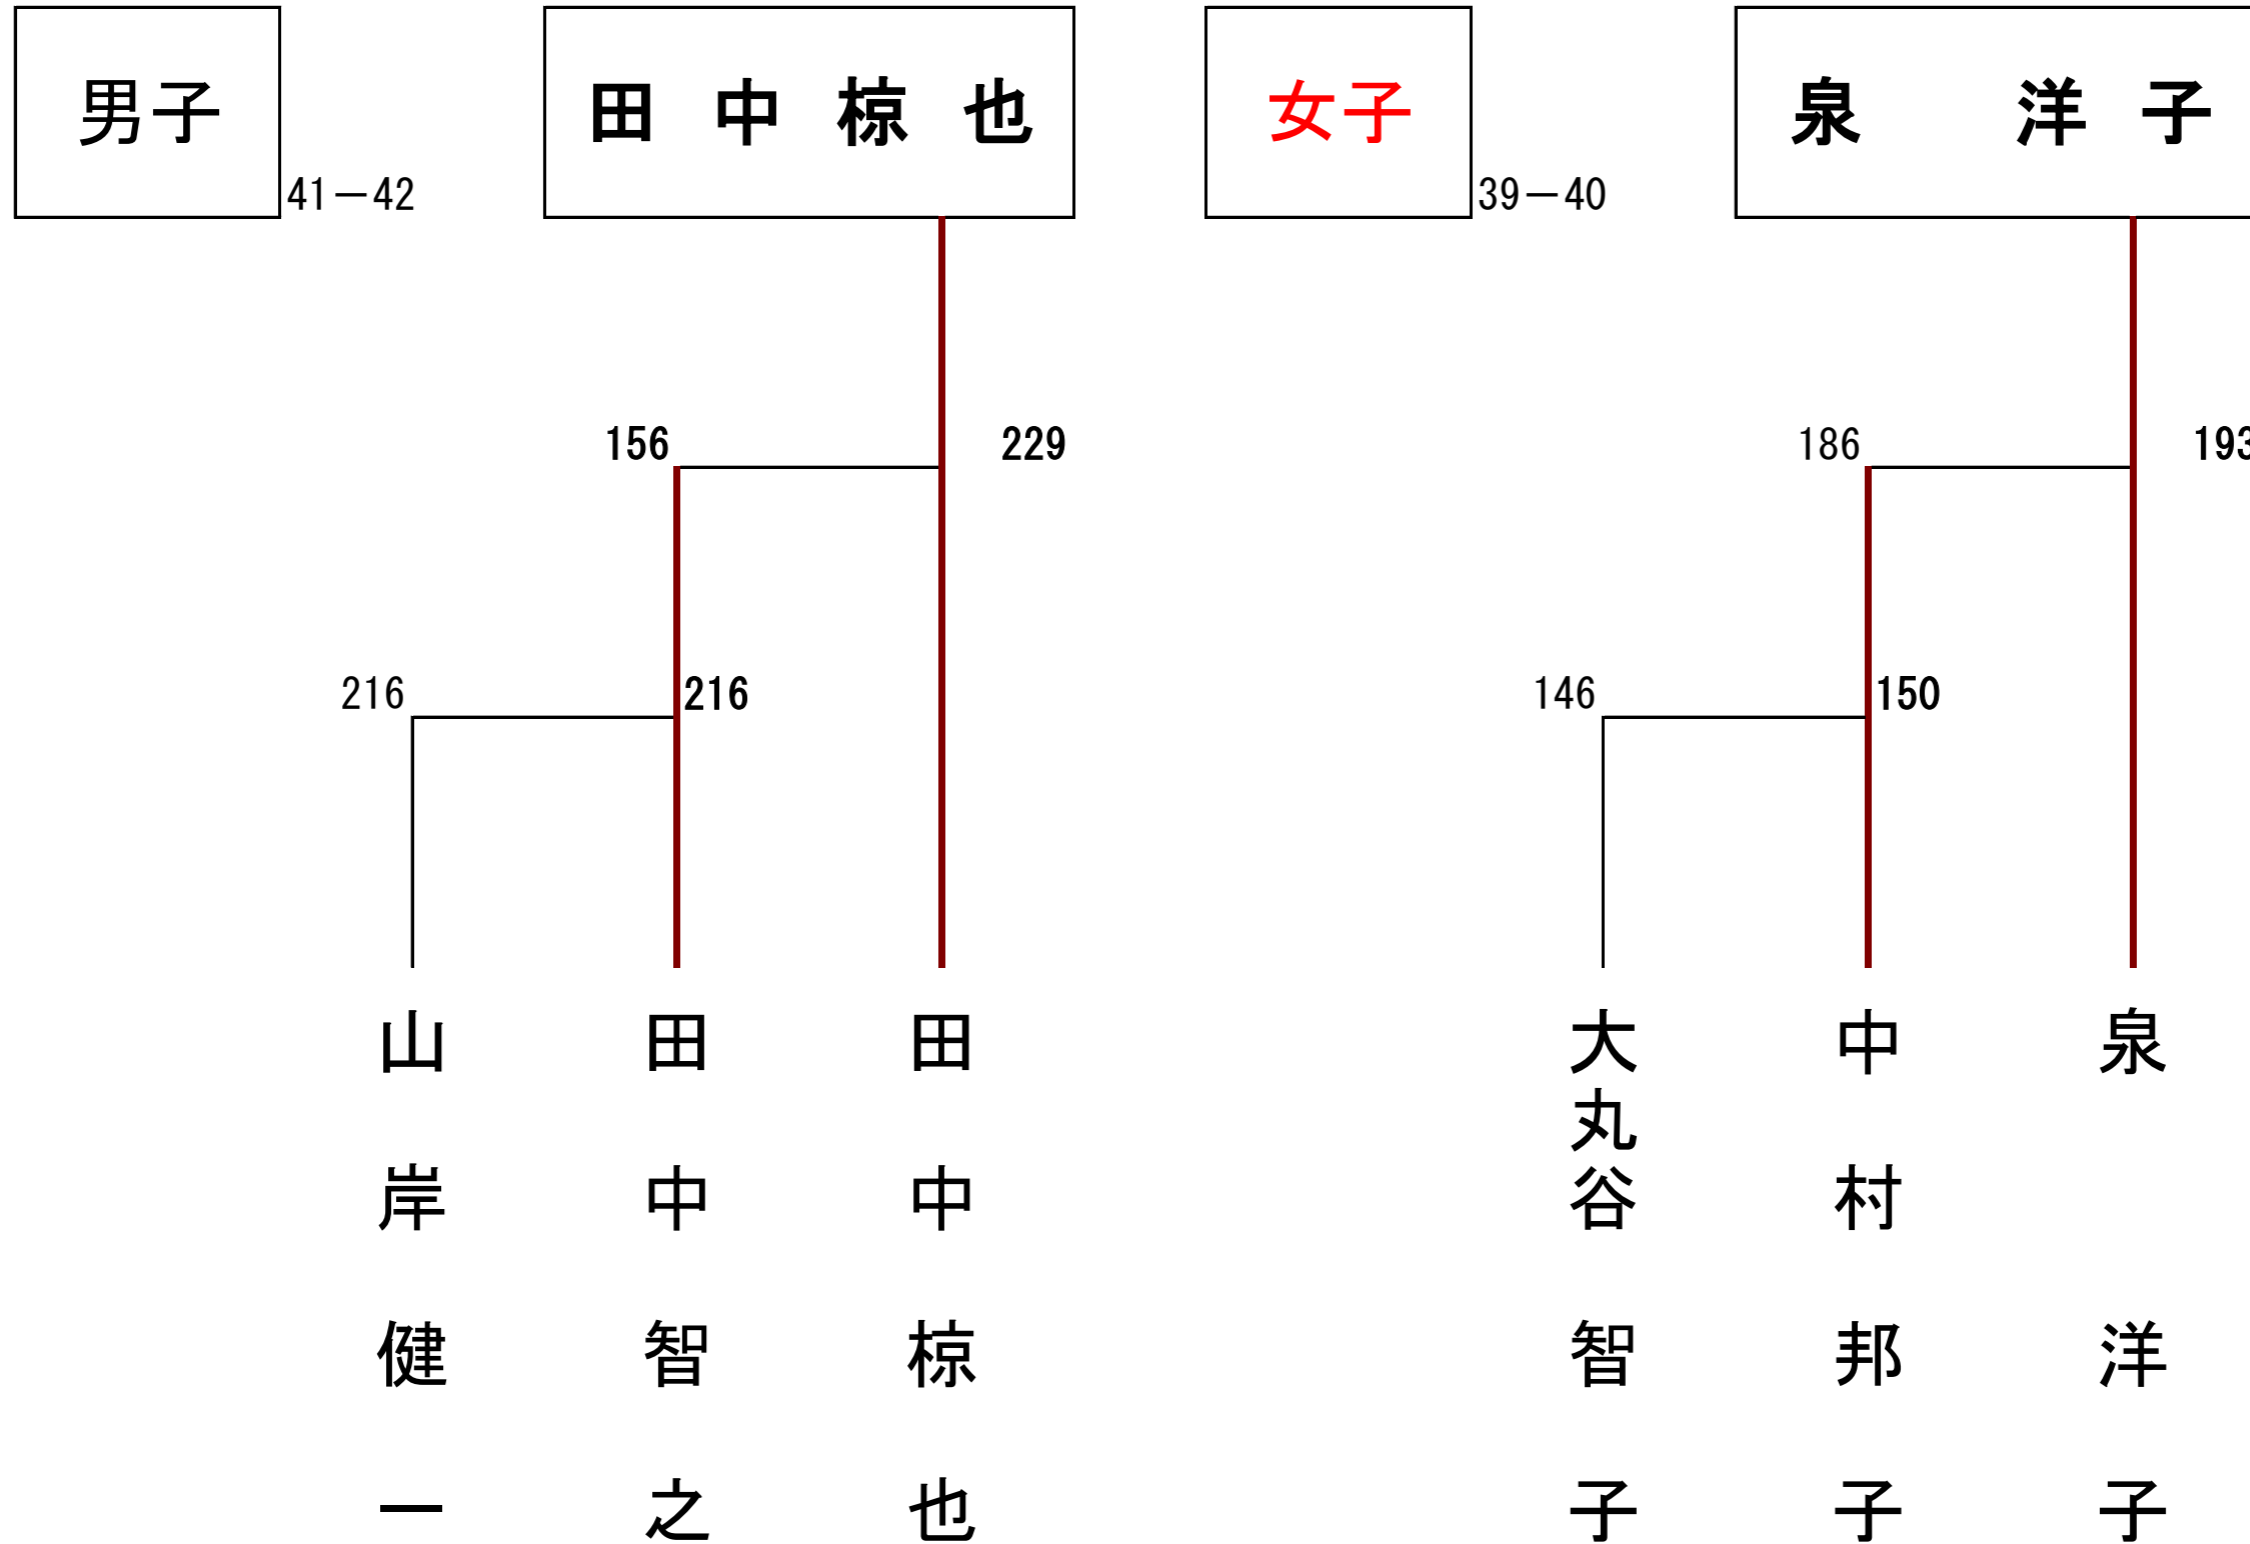 男子
41－42
田 中 椋 也
女子
39－40
泉 洋 子
156
229
186
193
216
216
146
150
山岸健一
田中智之
田中椋也
大丸谷智子
中村邦子
泉洋子